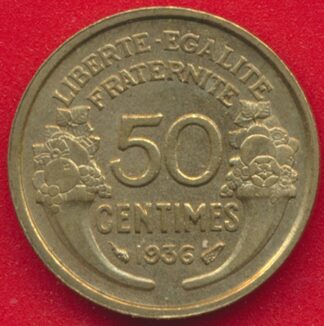 LIBERTE-EGALITE
FRATERNITE
50
CENTIMES
1936